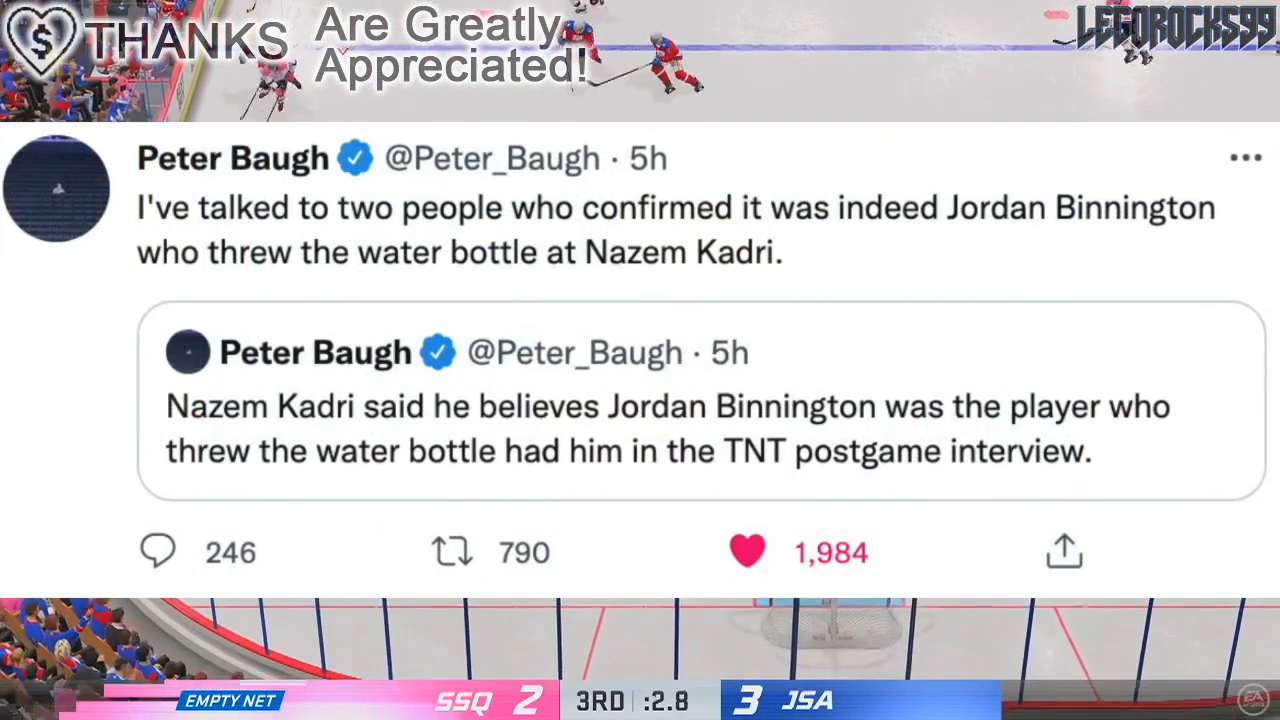 THANKS
Are Greatly
Appreciated!
LEGOROCKS99
Peter Baugh @Peter_Baugh · 5h
I've talked to two people who confirmed it was indeed Jordan Binnington
who threw the water bottle at Nazem Kadri.
Peter Baugh @Peter_Baugh · 5h
Nazem Kadri said he believes Jordan Binnington was the player who
threw the water bottle had him in the TNT postgame interview.
246 790 1,984
EMPTY NET SSQ 2 3RD :2.8 3 JSA
EA SPORTS